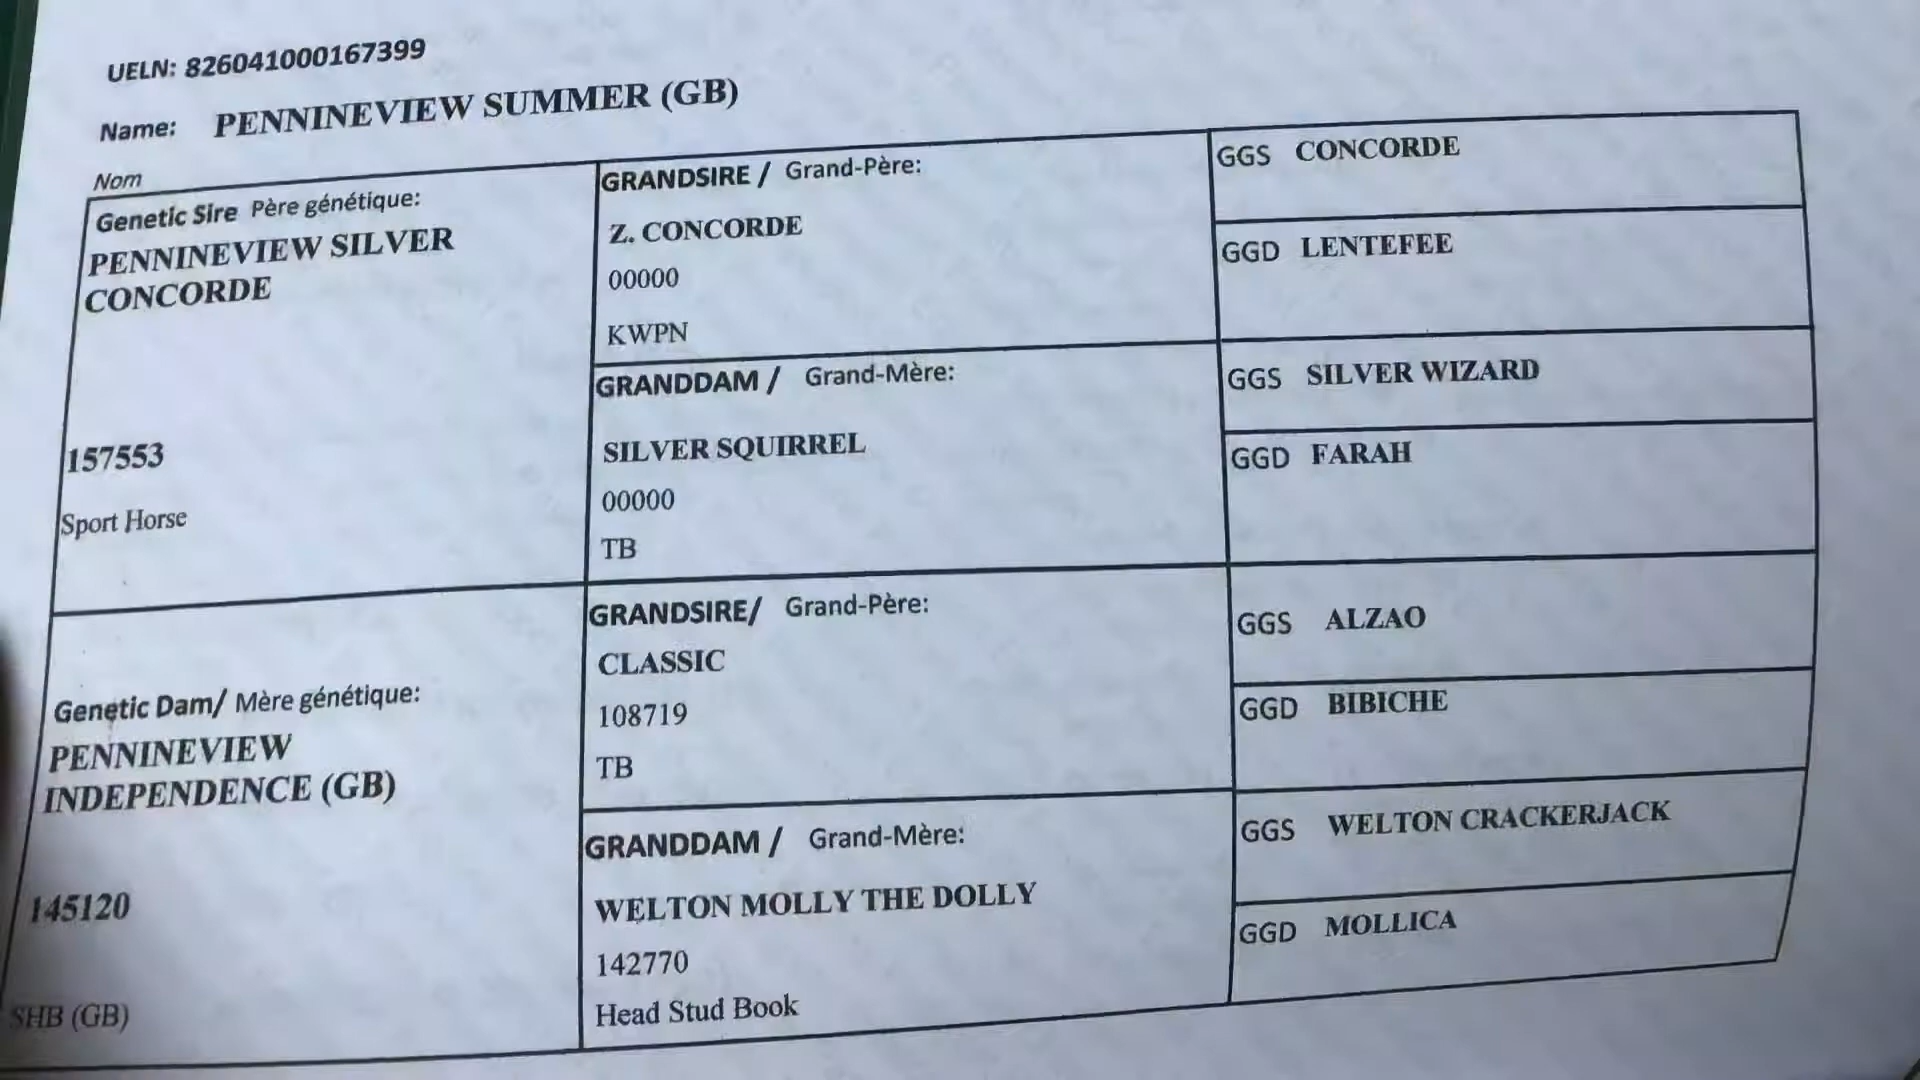 UELN: 826041000167399
Name: PENNINEVIEW SUMMER (GB)
Nom
Genetic Sire Père génétique:
PENNINEVIEW SILVER
CONCORDE
157553
Sport Horse
GRANDSIRE / Grand-Père:
Z. CONCORDE
00000
KWPN
GRANDDAM / Grand-Mère:
SILVER SQUIRREL
00000
TB
GGS CONCORDE
GGD LENTEFEE
GGS SILVER WIZARD
GGD FARAH
Genetic Dam/ Mère génétique:
PENNINEVIEW
INDEPENDENCE (GB)
145120
SHB (GB)
GRANDSIRE/ Grand-Père:
CLASSIC
108719
TB
GRANDDAM / Grand-Mère:
WELTON MOLLY THE DOLLY
142770
Head Stud Book
GGS ALZAO
GGD BIBICHE
GGS WELTON CRACKERJACK
GGD MOLLICA